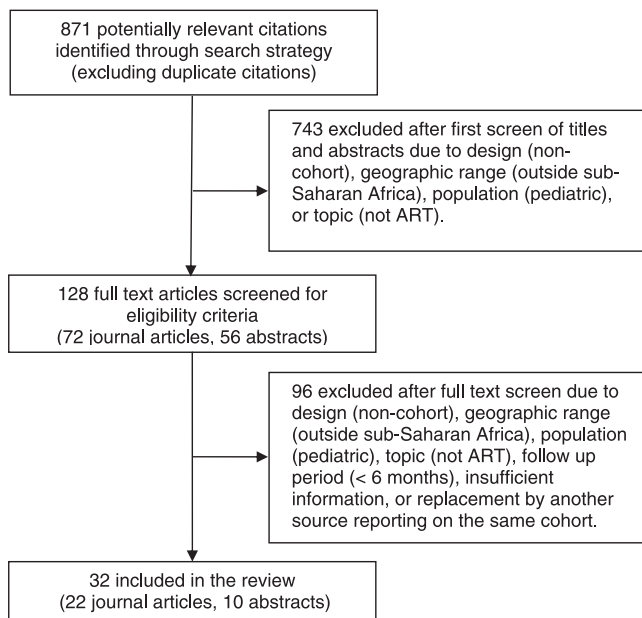 871 potentially relevant citations
identified through search strategy
(excluding duplicate citations)
743 excluded after first screen of titles
and abstracts due to design (non-
cohort), geographic range (outside sub-
Saharan Africa), population (pediatric),
or topic (not ART).
128 full text articles screened for
eligibility criteria
(72 journal articles, 56 abstracts)
96 excluded after full text screen due to
design (non-cohort), geographic range
(outside sub-Saharan Africa), population
(pediatric), topic (not ART), follow up
period (< 6 months), insufficient
information, or replacement by another
source reporting on the same cohort.
32 included in the review
(22 journal articles, 10 abstracts)